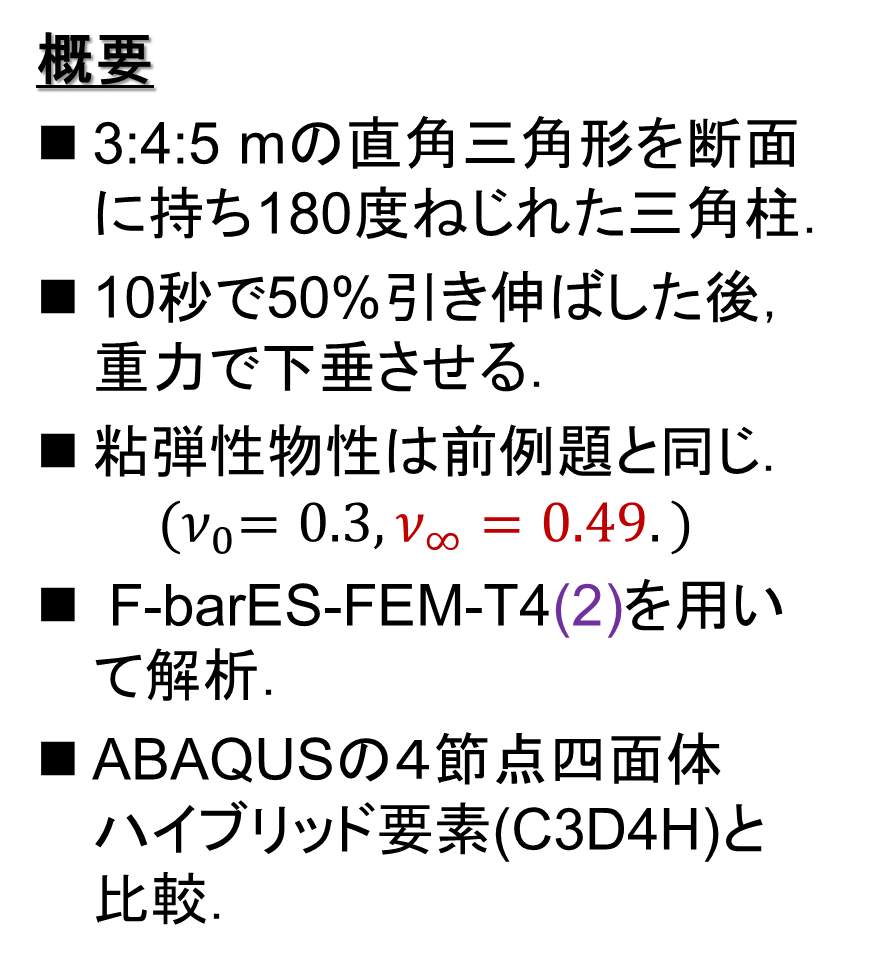 概要
■ 3:4:5 mの直角三角形を断面
に持ち180度ねじれた三角柱.
■ 10秒で50%引き伸ばした後,
重力で下垂させる.
■ 粘弾性物性は前例題と同じ.
(ν₀= 0.3, ν∞ = 0.49. )
■ F-barES-FEM-T4(2)を用い
て解析.
■ ABAQUSの４節点四面体
ハイブリッド要素(C3D4H)と
比較.